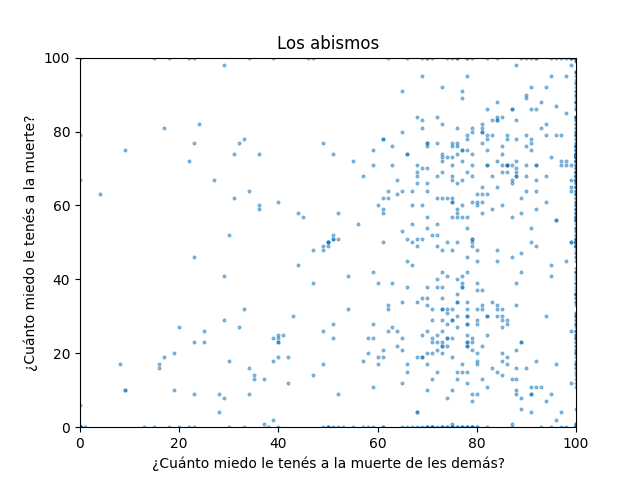 Los abismos
100
80
60
40
20
0
¿Cuánto miedo le tenés a la muerte?
0 20 40 60 80 100
¿Cuánto miedo le tenés a la muerte de les demás?